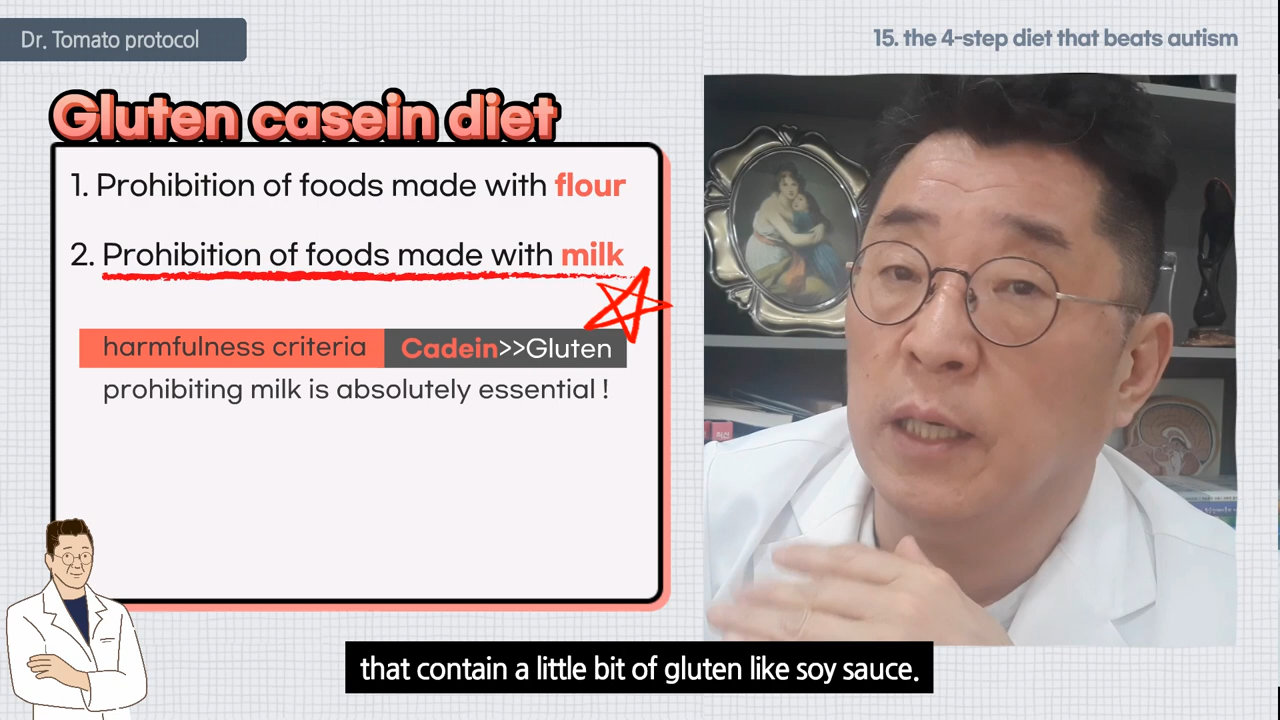 Dr. Tomato protocol
15. the 4-step diet that beats autism
Gluten casein diet
1. Prohibition of foods made with flour
2. Prohibition of foods made with milk
harmfulness criteria Cadein>>Gluten
prohibiting milk is absolutely essential !
that contain a little bit of gluten like soy sauce.